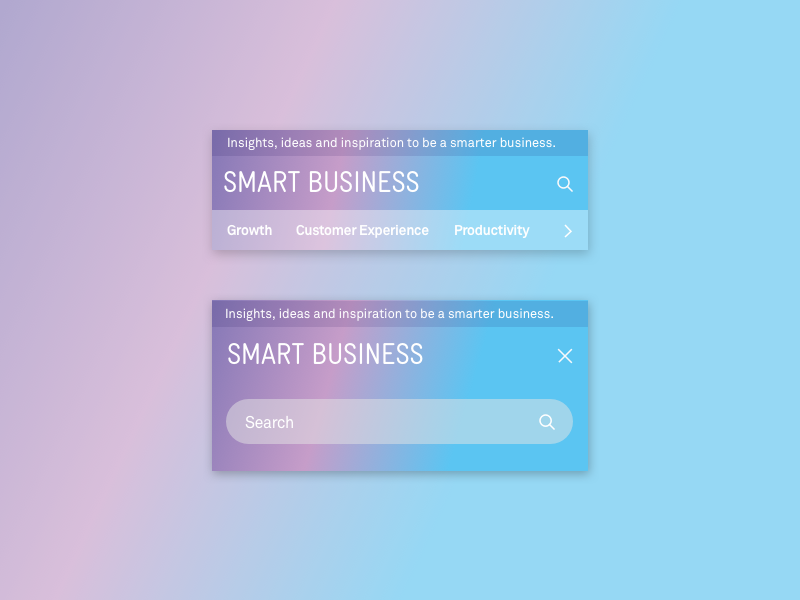 Insights, ideas and inspiration to be a smarter business.
SMART BUSINESS
Growth Customer Experience Productivity
Insights, ideas and inspiration to be a smarter business.
SMART BUSINESS
Search